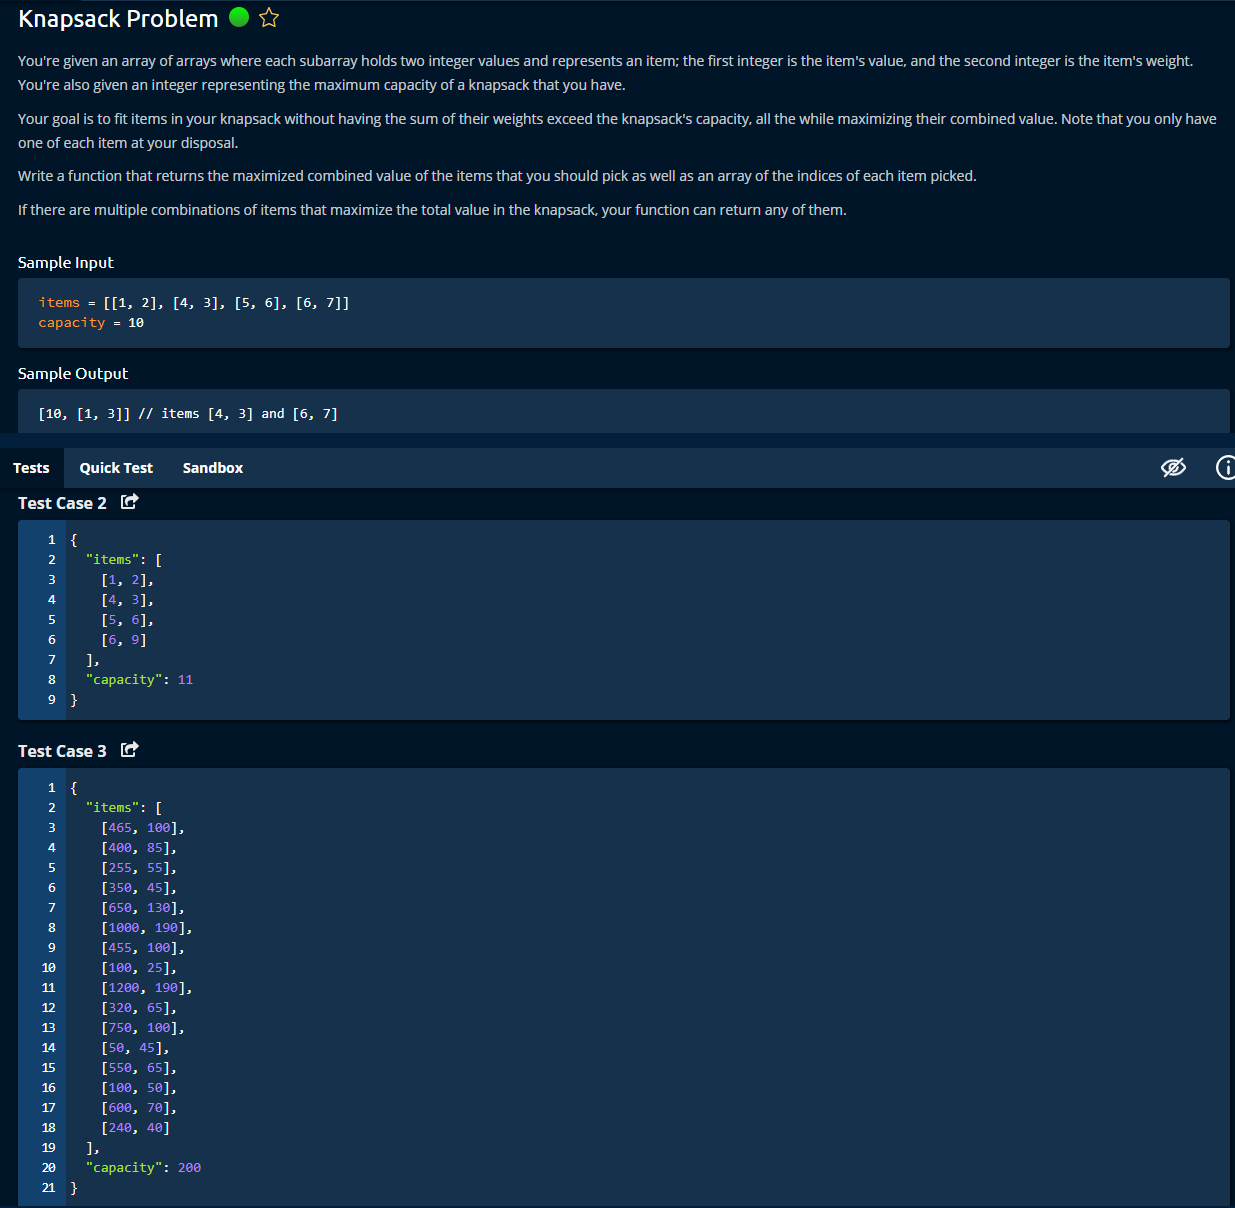 Knapsack Problem
You're given an array of arrays where each subarray holds two integer values and represents an item; the first integer is the item's value, and the second integer is the item's weight.
You're also given an integer representing the maximum capacity of a knapsack that you have.
Your goal is to fit items in your knapsack without having the sum of their weights exceed the knapsack's capacity, all the while maximizing their combined value. Note that you only have
one of each item at your disposal.
Write a function that returns the maximized combined value of the items that you should pick as well as an array of the indices of each item picked.
If there are multiple combinations of items that maximize the total value in the knapsack, your function can return any of them.
Sample Input
items = [[1, 2], [4, 3], [5, 6], [6, 7]]
capacity = 10
Sample Output
[10, [1, 3]] // items [4, 3] and [6, 7]
Tests Quick Test Sandbox
Test Case 2
1 {
2 "items": [
3 [1, 2],
4 [4, 3],
5 [5, 6],
6 [6, 9]
7 ],
8 "capacity": 11
9 }
Test Case 3
1 {
2 "items": [
3 [465, 100],
4 [400, 85],
5 [255, 55],
6 [350, 45],
7 [650, 130],
8 [1000, 190],
9 [455, 100],
10 [100, 25],
11 [1200, 190],
12 [320, 65],
13 [750, 100],
14 [50, 45],
15 [550, 65],
16 [100, 50],
17 [600, 70],
18 [240, 40]
19 ],
20 "capacity": 200
21 }